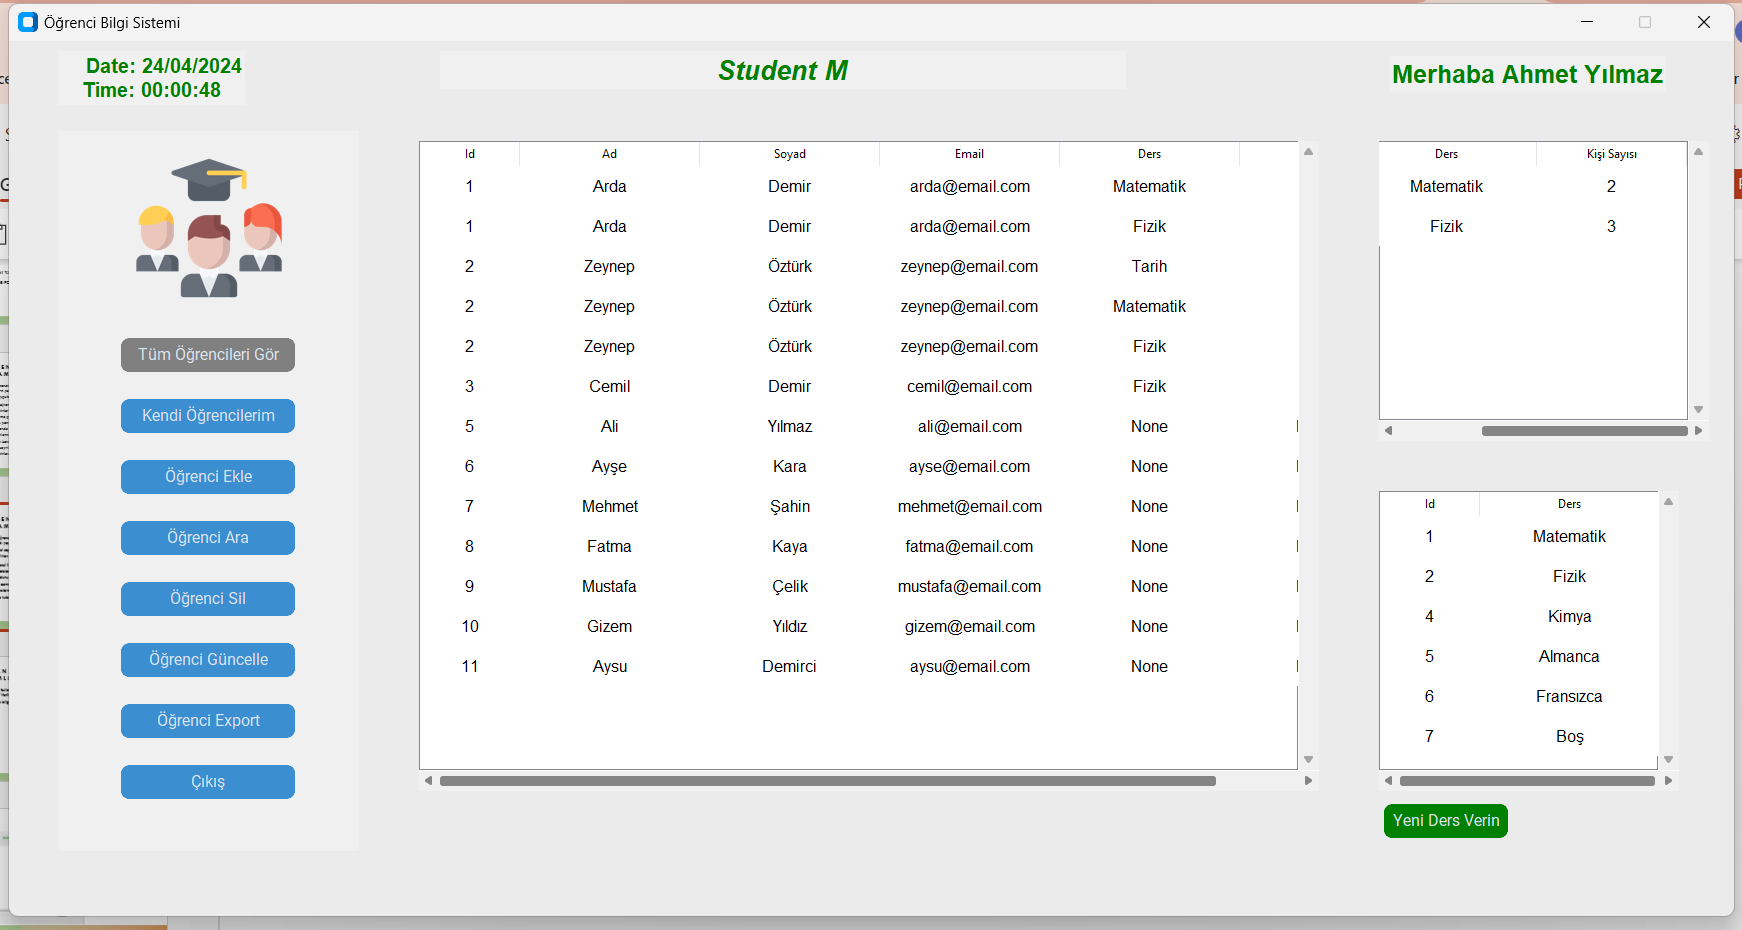 Öğrenci Bilgi Sistemi
Date: 24/04/2024
Time: 00:00:48
Student M
Merhaba Ahmet Yılmaz
Tüm Öğrencileri Gör
Kendi Öğrencilerim
Öğrenci Ekle
Öğrenci Ara
Öğrenci Sil
Öğrenci Güncelle
Öğrenci Export
Çıkış
Id Ad Soyad Email Ders
1 Arda Demir arda@email.com Matematik
1 Arda Demir arda@email.com Fizik
2 Zeynep Öztürk zeynep@email.com Tarih
2 Zeynep Öztürk zeynep@email.com Matematik
2 Zeynep Öztürk zeynep@email.com Fizik
3 Cemil Demir cemil@email.com Fizik
5 Ali Yılmaz ali@email.com None
6 Ayşe Kara ayse@email.com None
7 Mehmet Şahin mehmet@email.com None
8 Fatma Kaya fatma@email.com None
9 Mustafa Çelik mustafa@email.com None
10 Gizem Yıldız gizem@email.com None
11 Aysu Demirci aysu@email.com None
Ders Kişi Sayısı
Matematik 2
Fizik 3
Id Ders
1 Matematik
2 Fizik
4 Kimya
5 Almanca
6 Fransızca
7 Boş
Yeni Ders Verin